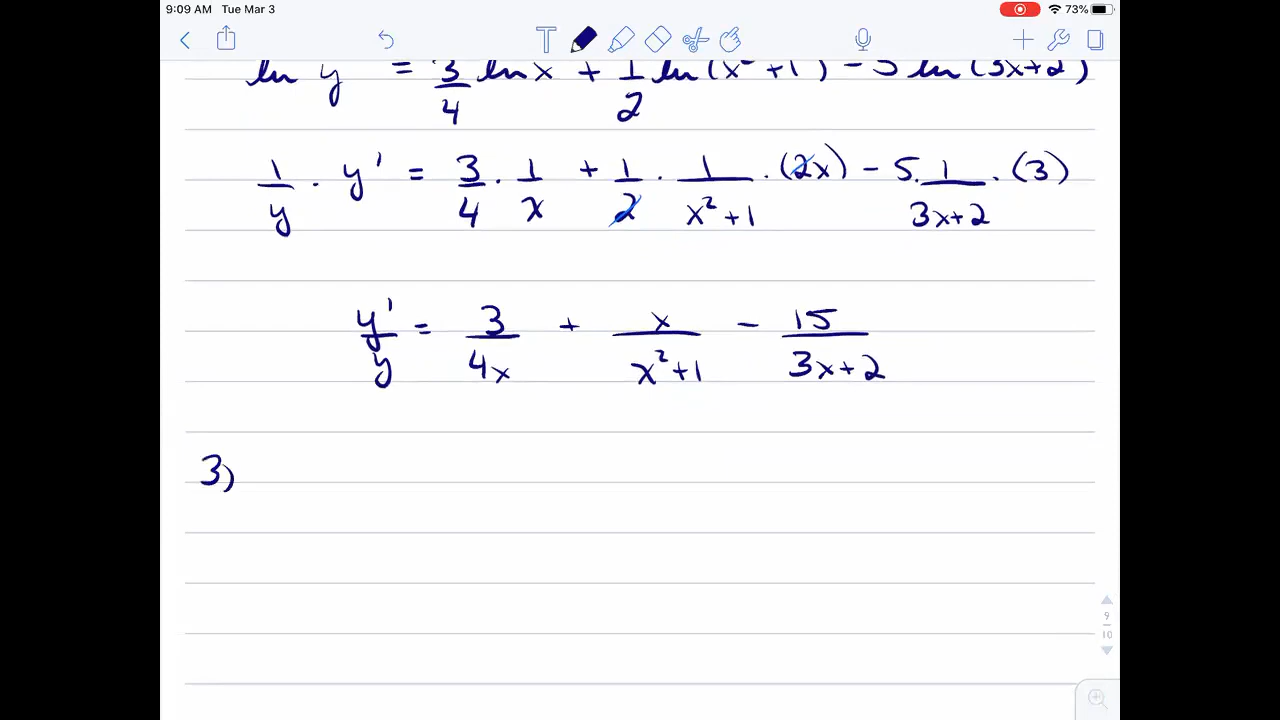 9:09 AM Tue Mar 3 73%
T
ln y = 3/4 ln x + 1/2 ln(x² + 1) - 5 ln(3x+2)
1/y · y' = 3/4 · 1/x + 1/2 · 1/(x²+1) · (2x) - 5 · 1/(3x+2) · (3)
y'/y = 3/(4x) + x/(x²+1) - 15/(3x+2)
3)
9
10